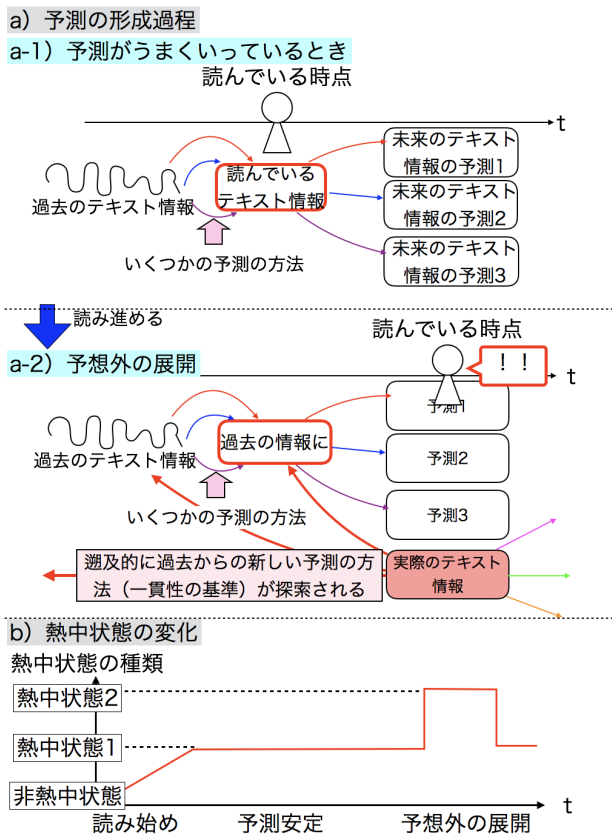 a）予測の形成過程
a-1）予測がうまくいっているとき
読んでいる時点
t
未来のテキスト
情報の予測1
読んでいる
テキスト情報
未来のテキスト
情報の予測2
過去のテキスト情報
いくつかの予測の方法
未来のテキスト
情報の予測3
読み進める
読んでいる時点
a-2）予想外の展開
！！
t
予測1
過去の情報に
予測2
過去のテキスト情報
いくつかの予測の方法
予測3
遡及的に過去からの新しい予測の方
法（一貫性の基準）が探索される
実際のテキスト
情報
b）熱中状態の変化
熱中状態の種類
熱中状態2
熱中状態1
非熱中状態
t
読み始め
予測安定
予想外の展開